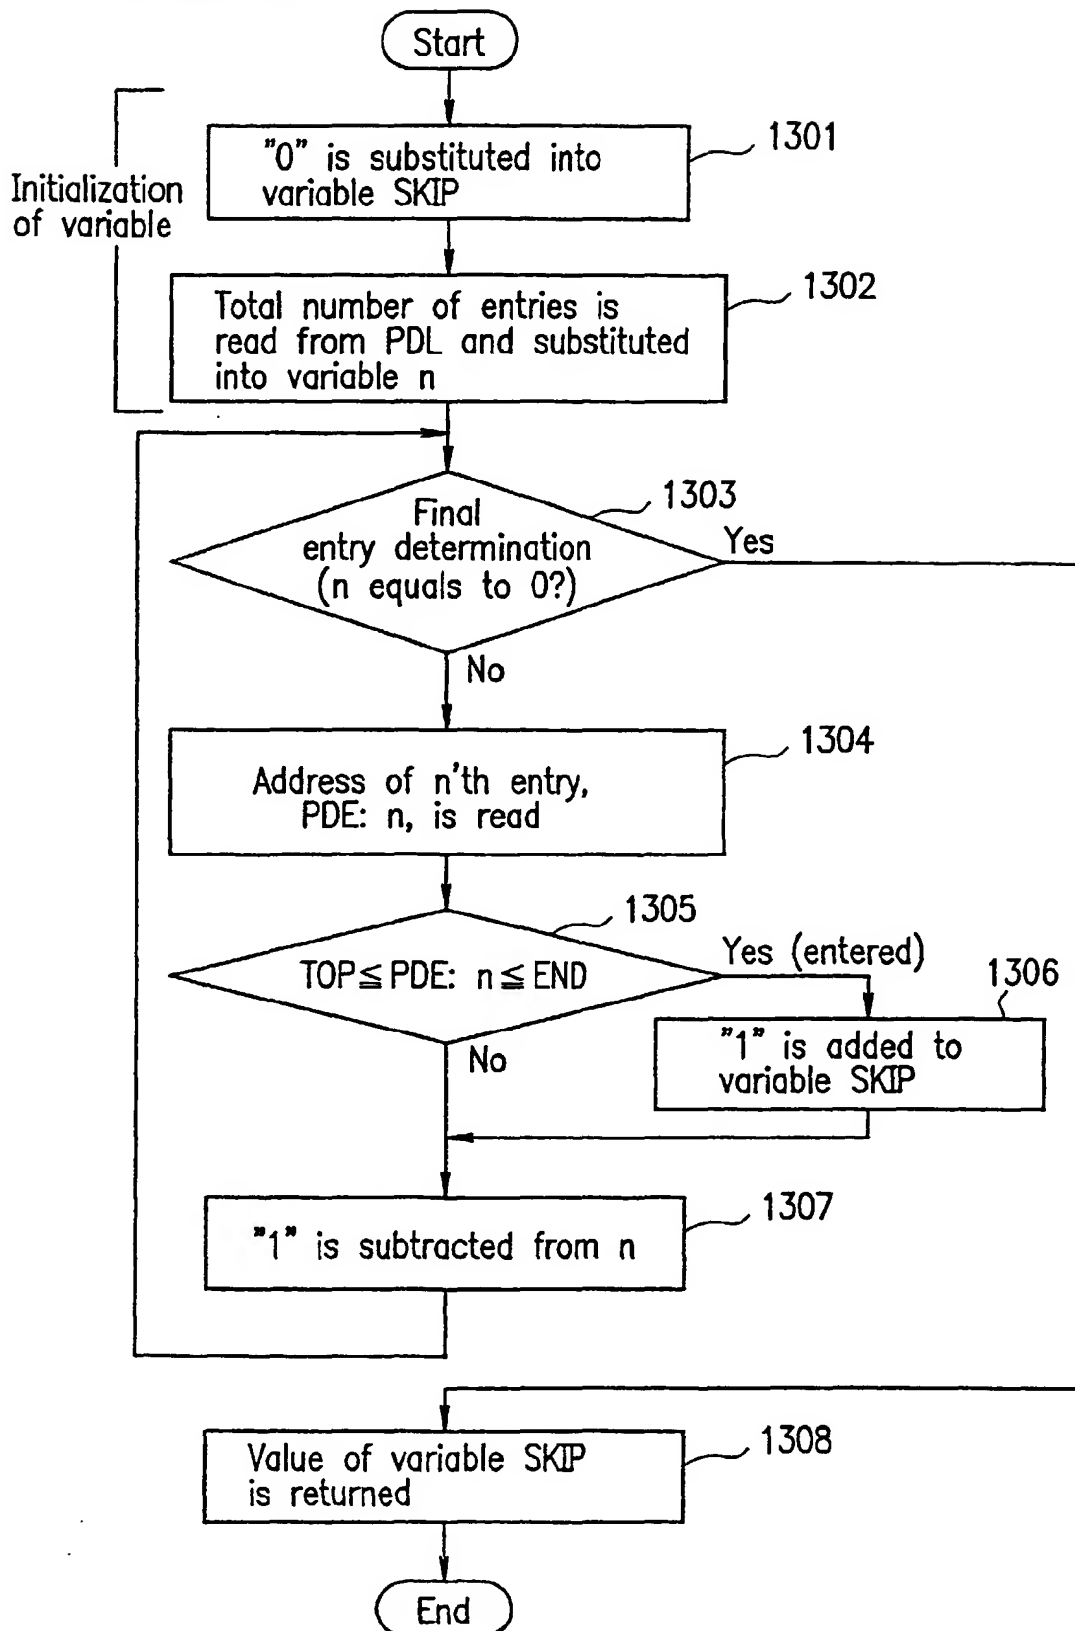 Start
1301
"0" is substituted into
variable SKIP
Initialization
of variable
1302
Total number of entries is
read from PDL and substituted
into variable n
1303
Final
entry determination
(n equals to 0?)
Yes
No
1304
Address of n'th entry,
PDE: n, is read
1305
TOP≦PDE: n≦END
Yes (entered)
1306
"1" is added to
variable SKIP
No
1307
"1" is subtracted from n
1308
Value of variable SKIP
is returned
End